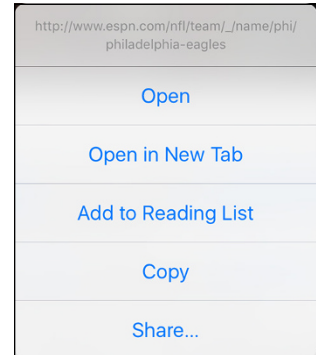 http://www.espn.com/nfl/team/_/name/phi/
philadelphia-eagles
Open
Open in New Tab
Add to Reading List
Copy
Share...